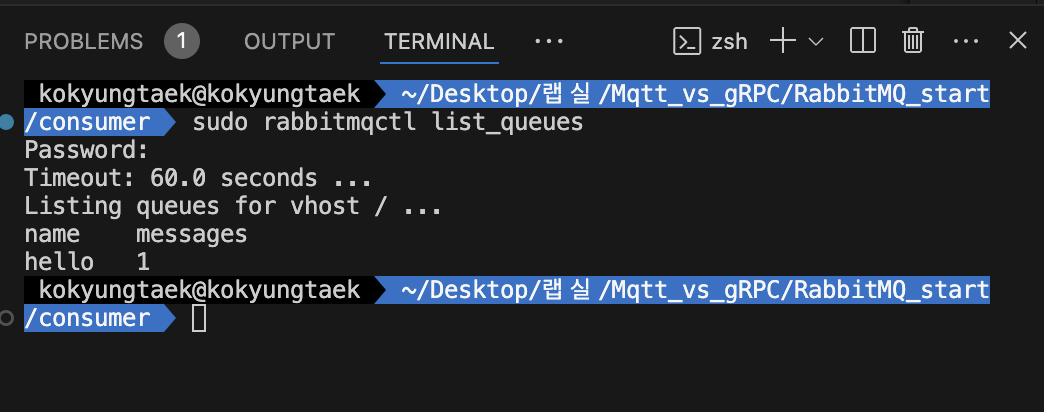 PROBLEMS 1 OUTPUT TERMINAL ... zsh
kokyungtaek@kokyungtaek ~/Desktop/랩실/Mqtt_vs_gRPC/RabbitMQ_start
/consumer sudo rabbitmqctl list_queues
Password:
Timeout: 60.0 seconds ...
Listing queues for vhost / ...
name messages
hello 1
kokyungtaek@kokyungtaek ~/Desktop/랩실/Mqtt_vs_gRPC/RabbitMQ_start
/consumer